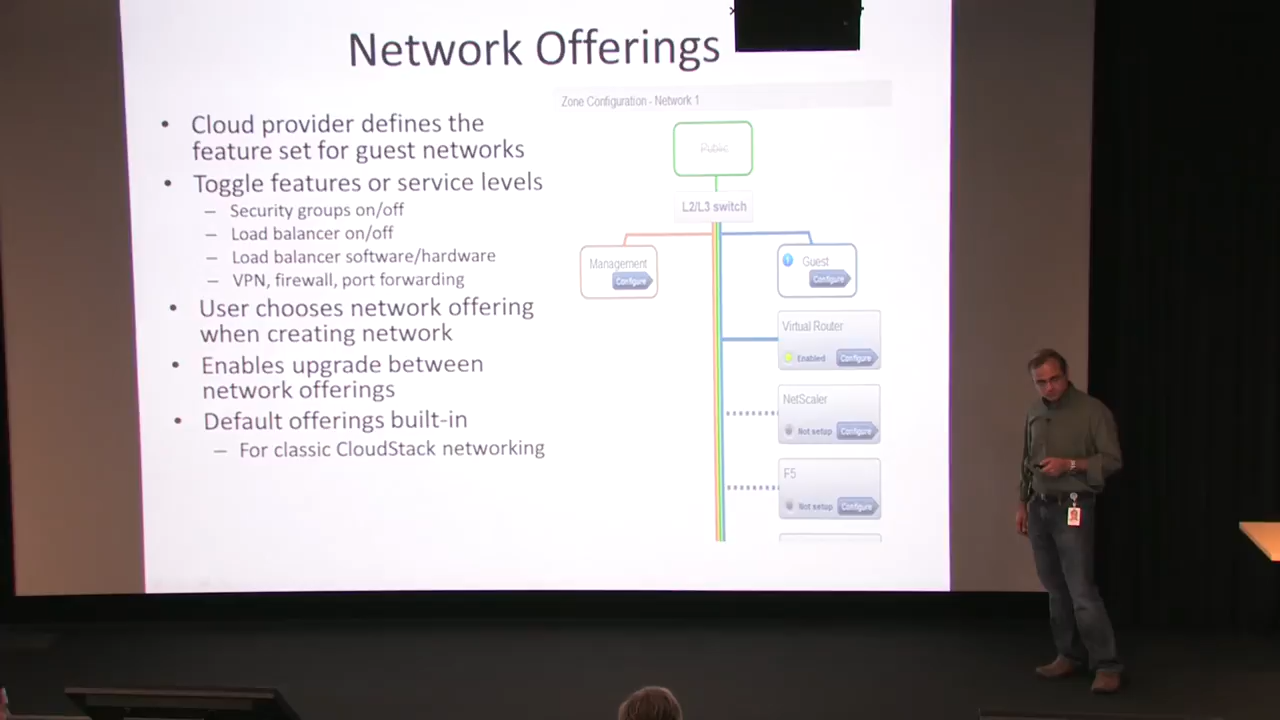 Network Offerings
Zone Configuration - Network 1
• Cloud provider defines the
feature set for guest networks
• Toggle features or service levels
– Security groups on/off
– Load balancer on/off
– Load balancer software/hardware
– VPN, firewall, port forwarding
• User chooses network offering
when creating network
• Enables upgrade between
network offerings
• Default offerings built-in
– For classic CloudStack networking
Public
L2/L3 switch
Management
Configure
Guest
Configure
Virtual Router
Enabled
Configure
NetScaler
Not setup
Configure
F5
Not setup
Configure